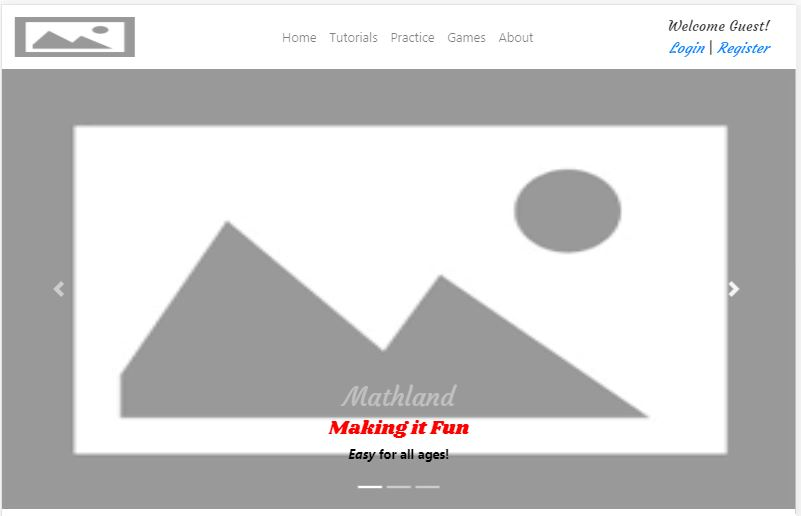 Home Tutorials Practice Games About
Welcome Guest!
Login | Register
Mathland
Making it Fun
Easy for all ages!